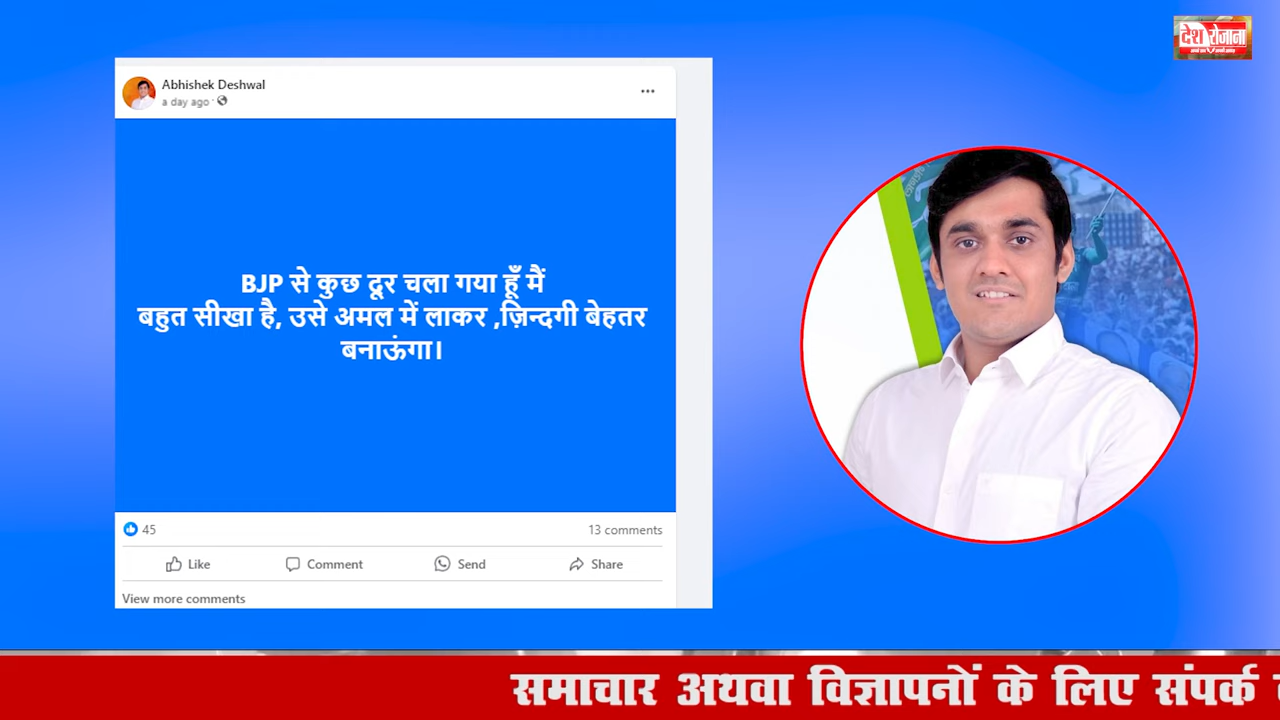 देश रोजाना
Abhishek Deshwal
a day ago
BJP से कुछ दूर चला गया हूँ मैं
बहुत सीखा है, उसे अमल में लाकर ,ज़िन्दगी बेहतर
बनाऊंगा।
45
13 comments
Like
Comment
Send
Share
View more comments
समाचार अथवा विज्ञापनों के लिए संपर्क